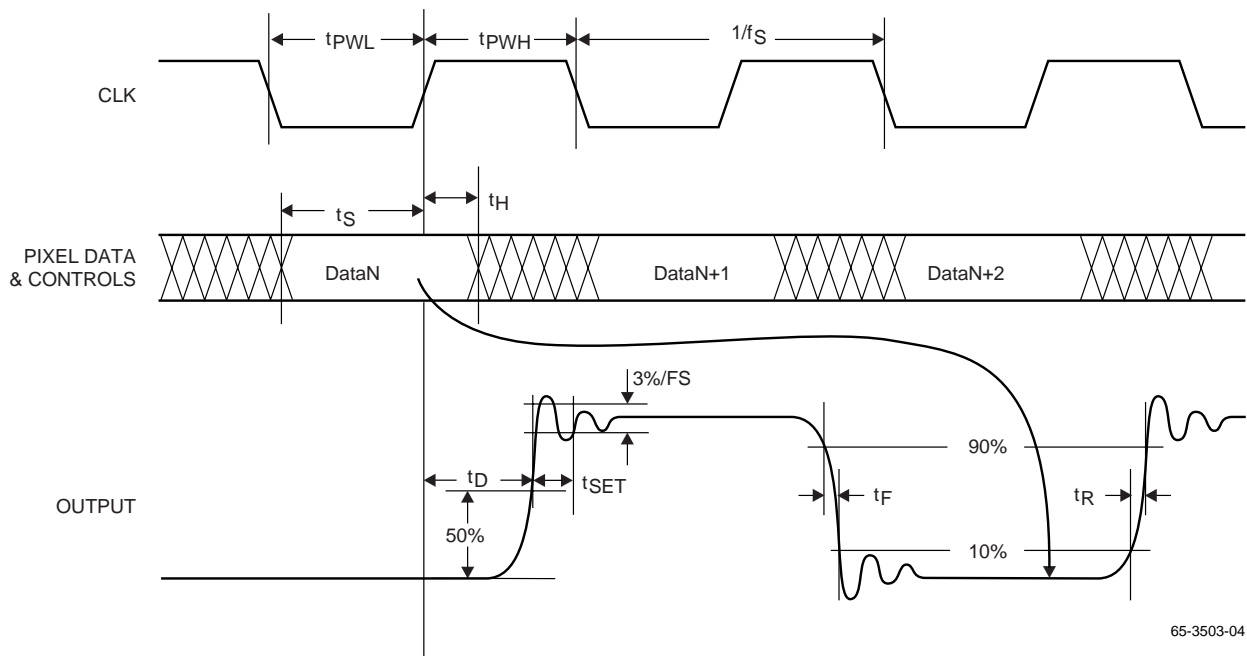 tPWL
tPWH
1/fS
CLK
tS
tH
PIXEL DATA
& CONTROLS
DataN
DataN+1
DataN+2
3%/FS
90%
tD
tSET
tF
tR
OUTPUT
50%
10%
65-3503-04